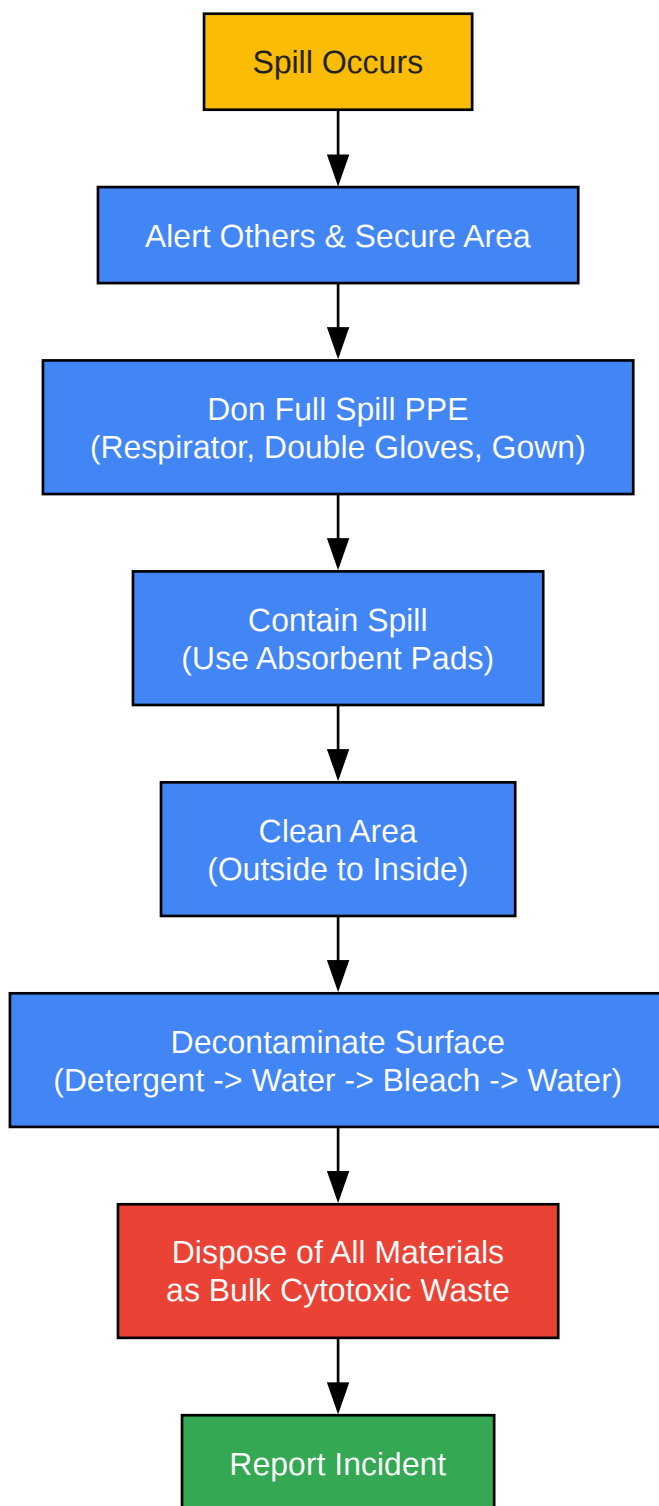 Spill Occurs
Alert Others & Secure Area
Don Full Spill PPE
(Respirator, Double Gloves, Gown)
Contain Spill
(Use Absorbent Pads)
Clean Area
(Outside to Inside)
Decontaminate Surface
(Detergent -> Water -> Bleach -> Water)
Dispose of All Materials
as Bulk Cytotoxic Waste
Report Incident